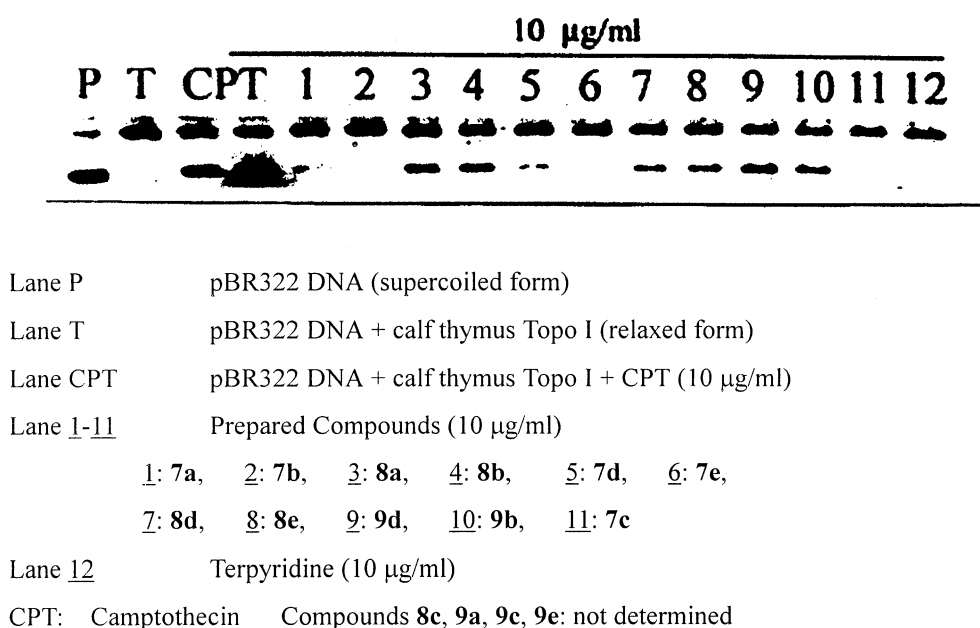 10 µg/ml
P T CPT 1 2 3 4 5 6 7 8 9 10 11 12
Lane P pBR322 DNA (supercoiled form)
Lane T pBR322 DNA + calf thymus Topo I (relaxed form)
Lane CPT pBR322 DNA + calf thymus Topo I + CPT (10 µg/ml)
Lane 1-11 Prepared Compounds (10 µg/ml)
1: 7a, 2: 7b, 3: 8a, 4: 8b, 5: 7d, 6: 7e,
7: 8d, 8: 8e, 9: 9d, 10: 9b, 11: 7c
Lane 12 Terpyridine (10 µg/ml)
CPT: Camptothecin Compounds 8c, 9a, 9c, 9e: not determined